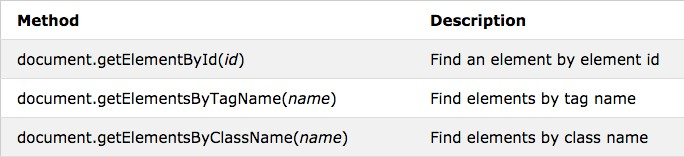 Method Description
document.getElementById(id) Find an element by element id
document.getElementsByTagName(name) Find elements by tag name
document.getElementsByClassName(name) Find elements by class name